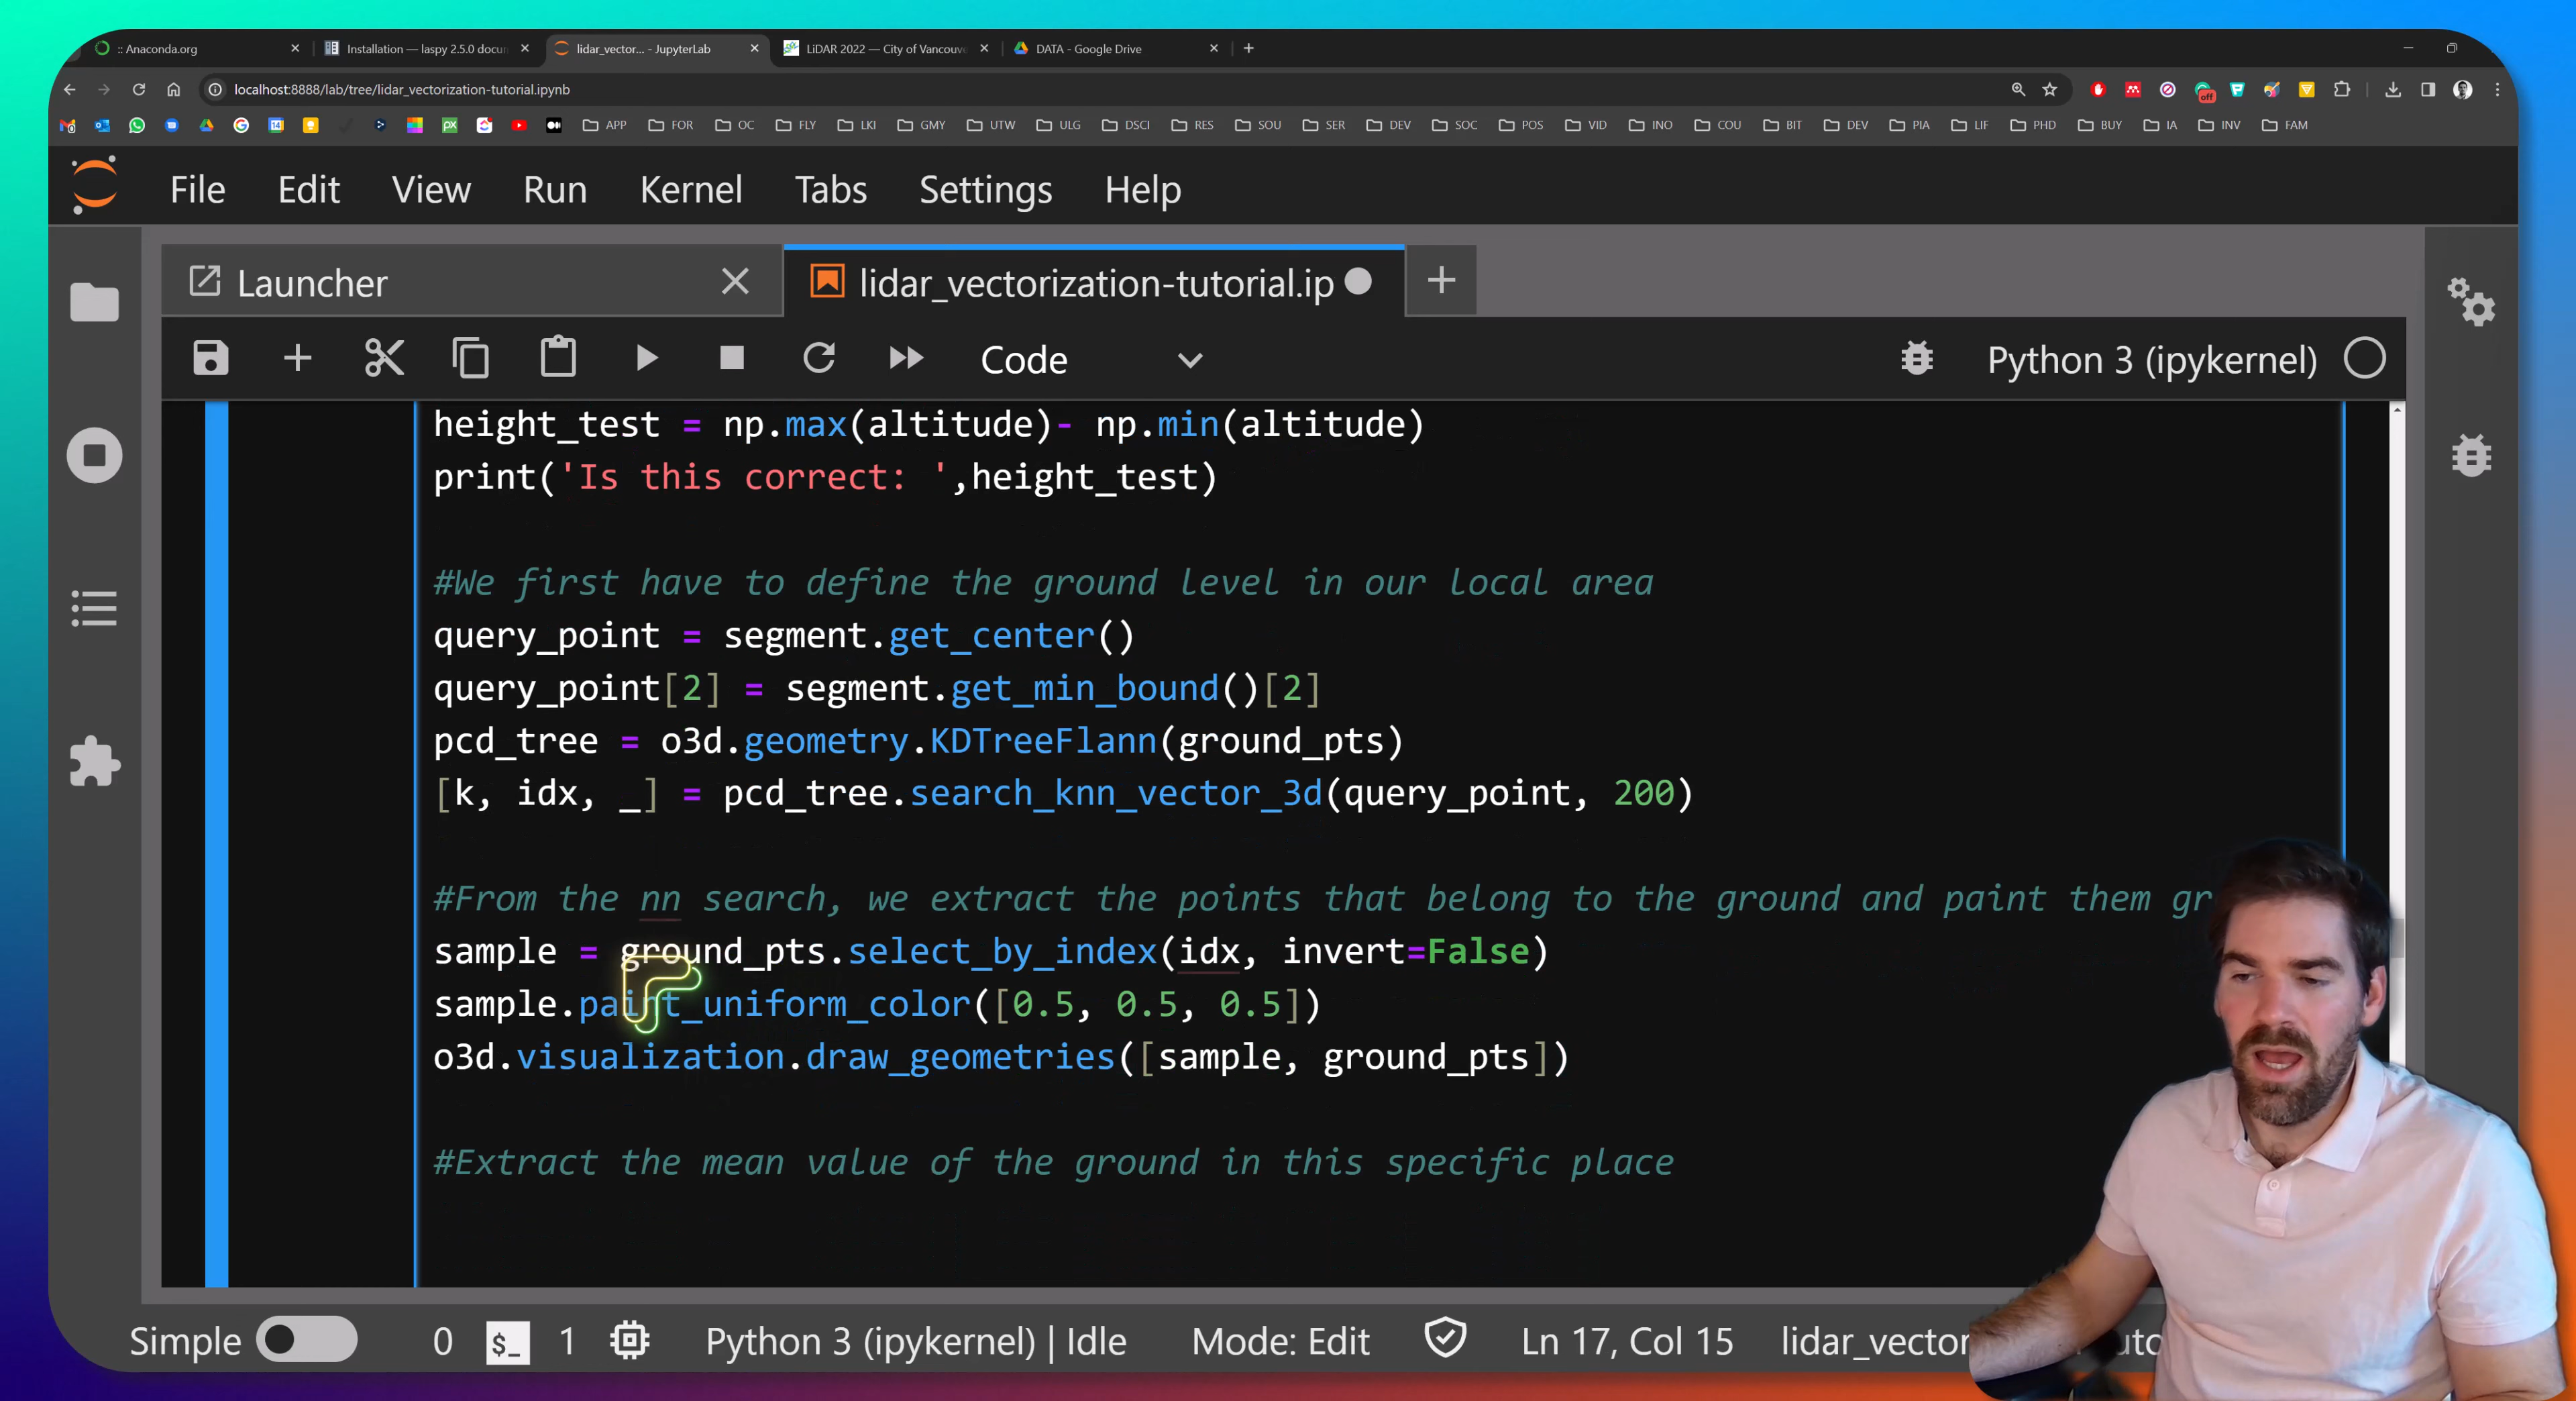 :: Anaconda.org
Installation — laspy 2.5.0 docun
lidar_vector... - JupyterLab
LiDAR 2022 — City of Vancouve
DATA - Google Drive
localhost:8888/lab/tree/lidar_vectorization-tutorial.ipynb
off
APP FOR OC FLY LKI GMY UTW ULG DSCI RES SOU SER DEV SOC POS VID INO COU BIT DEV PIA LIF PHD BUY IA INV FAM
File Edit View Run Kernel Tabs Settings Help
Launcher
lidar_vectorization-tutorial.ip
Code
Python 3 (ipykernel)
height_test = np.max(altitude)- np.min(altitude)
print('Is this correct: ',height_test)
#We first have to define the ground level in our local area
query_point = segment.get_center()
query_point[2] = segment.get_min_bound()[2]
pcd_tree = o3d.geometry.KDTreeFlann(ground_pts)
[k, idx, _] = pcd_tree.search_knn_vector_3d(query_point, 200)
#From the nn search, we extract the points that belong to the ground and paint them gr
sample = ground_pts.select_by_index(idx, invert=False)
sample.paint_uniform_color([0.5, 0.5, 0.5])
o3d.visualization.draw_geometries([sample, ground_pts])
#Extract the mean value of the ground in this specific place
Simple 0 $_ 1 Python 3 (ipykernel) | Idle Mode: Edit Ln 17, Col 15 lidar_vector